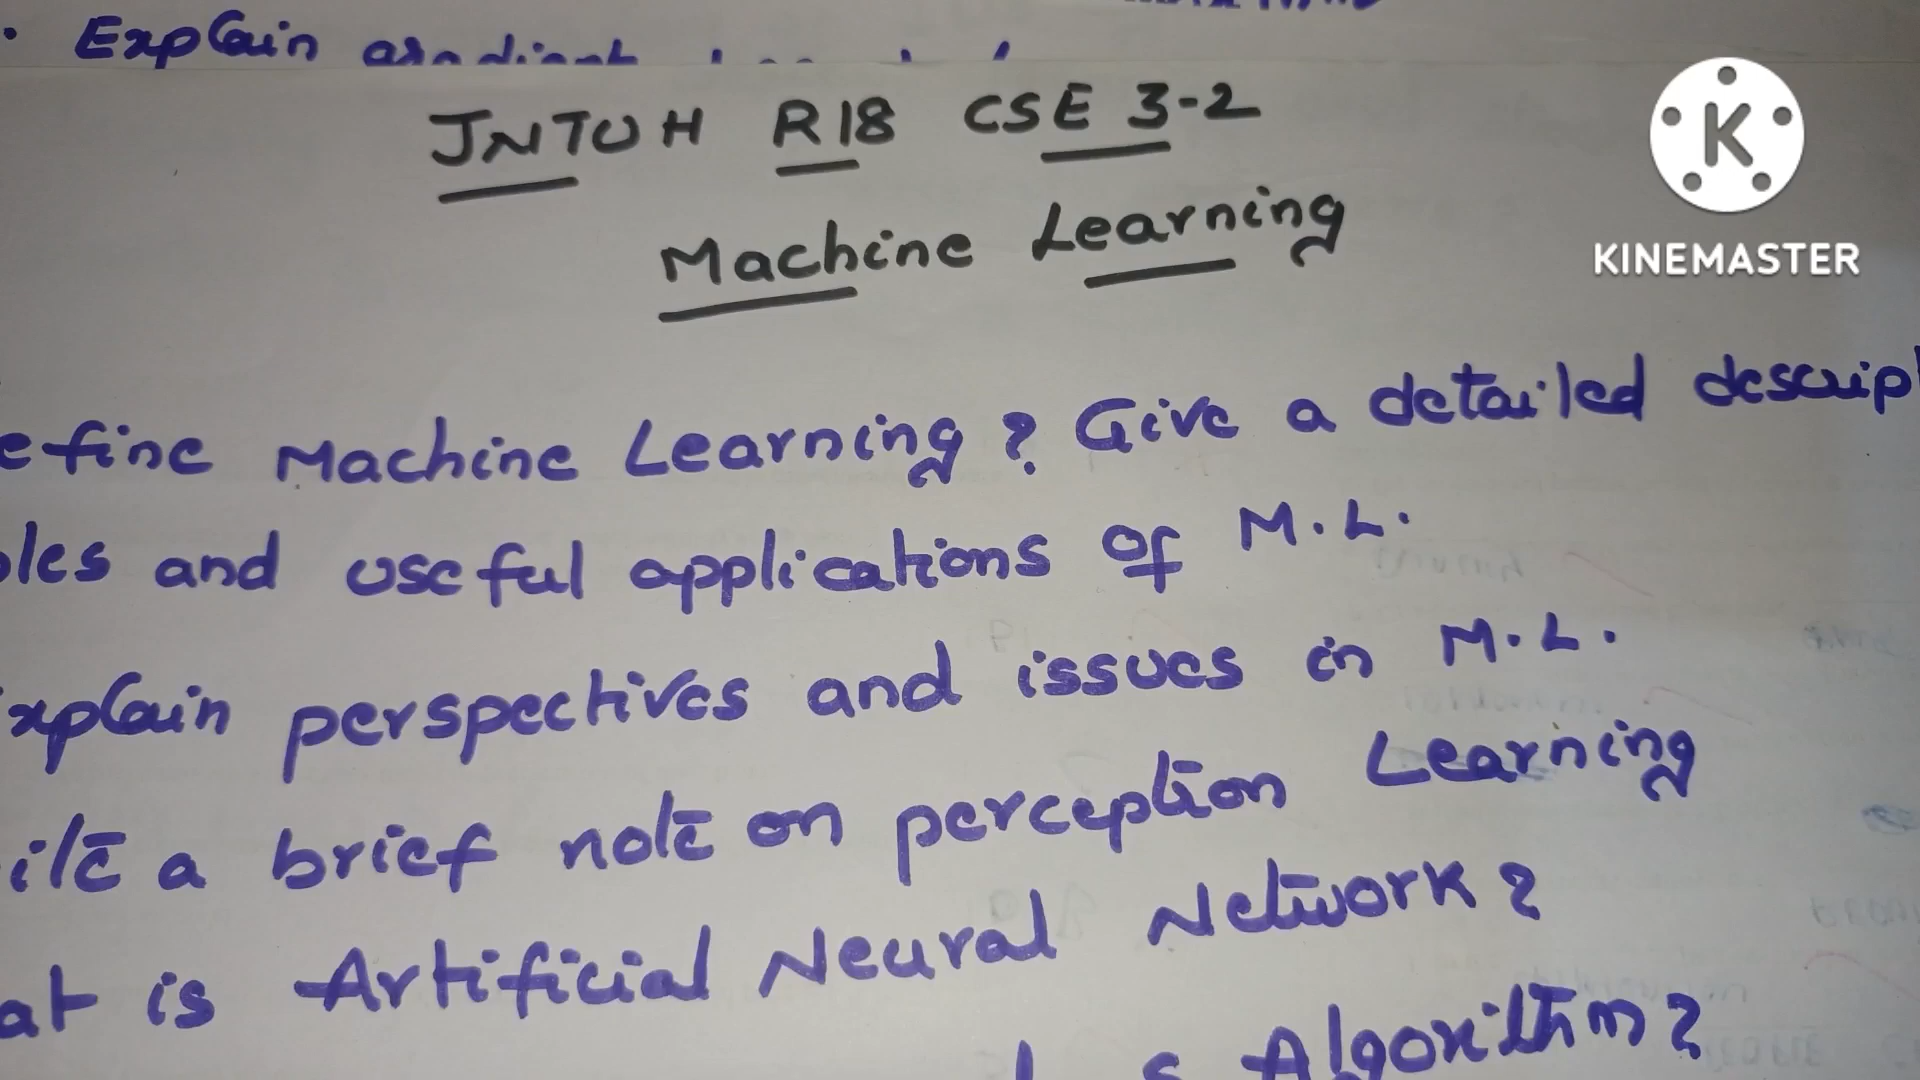 . Explain
JNTUH R18 CSE 3-2
Machine Learning
KINEMASTER
efine Machine Learning? Give a detailed descrip
ples and useful applications of M.L.
xplain perspectives and issues in M.L.
ite a brief note on perception Learning
at is Artificial Neural Network?
Algorithm?